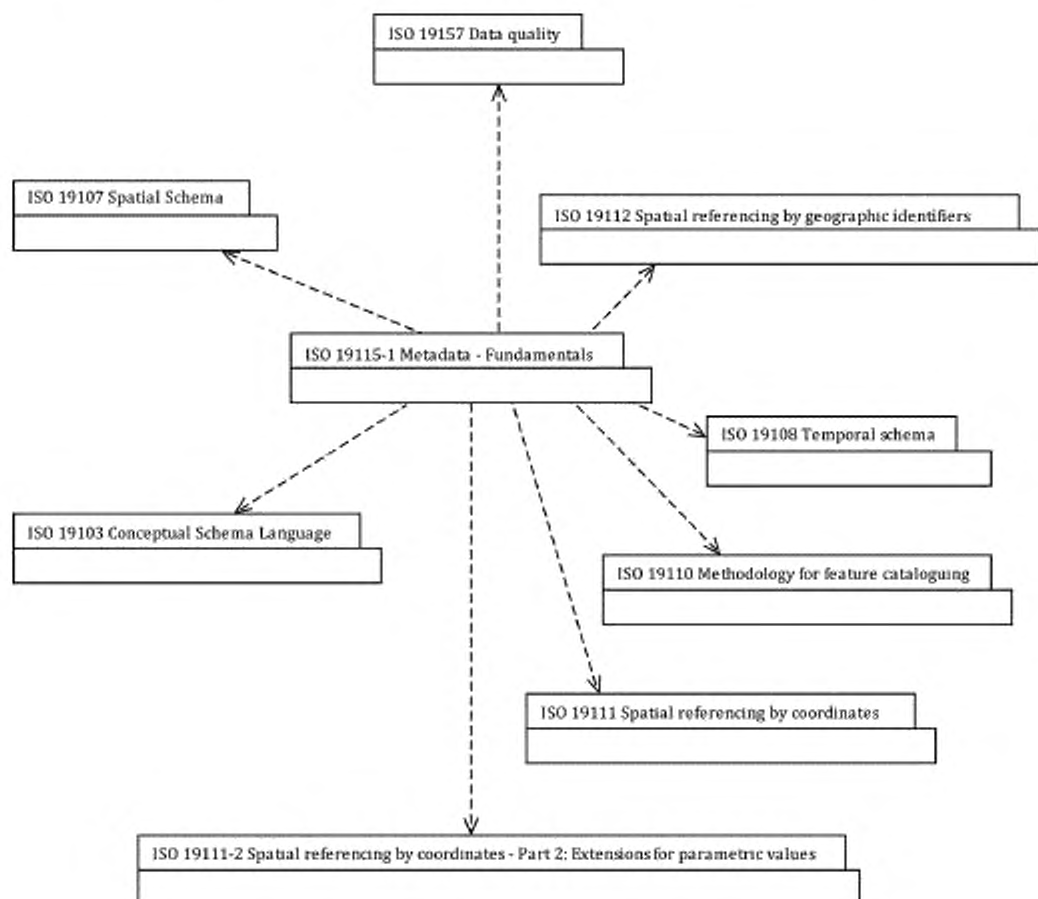 ISO 19157 Data quality
ISO 19107 Spatial Schema
ISO 19112 Spatial referencing by geographic identifiers
ISO 19115-1 Metadata - Fundamentals
ISO 19108 Temporal schema
ISO 19103 Conceptual Schema Language
ISO 19110 Methodology for feature cataloguing
ISO 19111 Spatial referencing by coordinates
ISO 19111-2 Spatial referencing by coordinates - Part 2: Extensions for parametric values